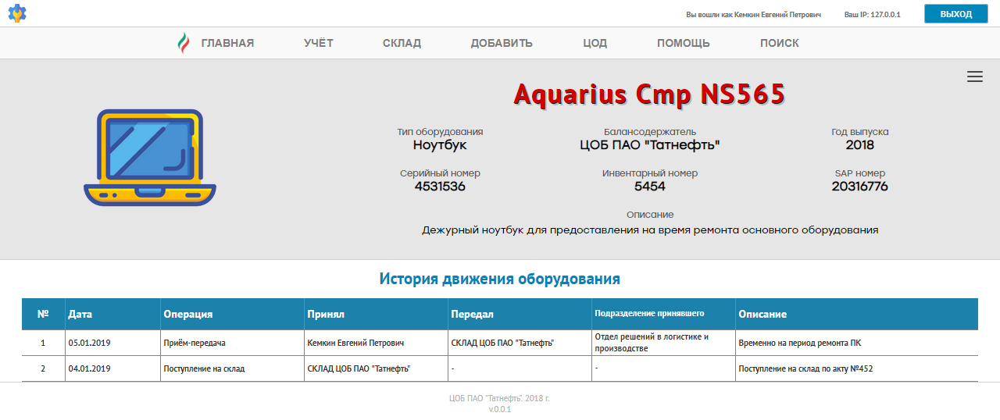 Вы вошли как Кемкин Евгений Петрович Ваш IP: 127.0.0.1 ВЫХОД
ГЛАВНАЯ УЧЁТ СКЛАД ДОБАВИТЬ ЦОД ПОМОЩЬ ПОИСК
Aquarius Cmp NS565
Тип оборудования Балансодержатель Год выпуска
Ноутбук ЦОБ ПАО "Татнефть" 2018
Серийный номер Инвентарный номер SAP номер
4531536 5454 20316776
Описание
Дежурный ноутбук для предоставления на время ремонта основного оборудования
История движения оборудования
№ Дата Операция Принял Передал Подразделение принявшего Описание
1 05.01.2019 Приём-передача Кемкин Евгений Петрович СКЛАД ЦОБ ПАО "Татнефть" Отдел решений в логистике и производстве Временно на период ремонта ПК
2 04.01.2019 Поступление на склад СКЛАД ЦОБ ПАО "Татнефть" - - Поступление на склад по акту №452
ЦОБ ПАО "Татнефть". 2018 г.
v.0.0.1